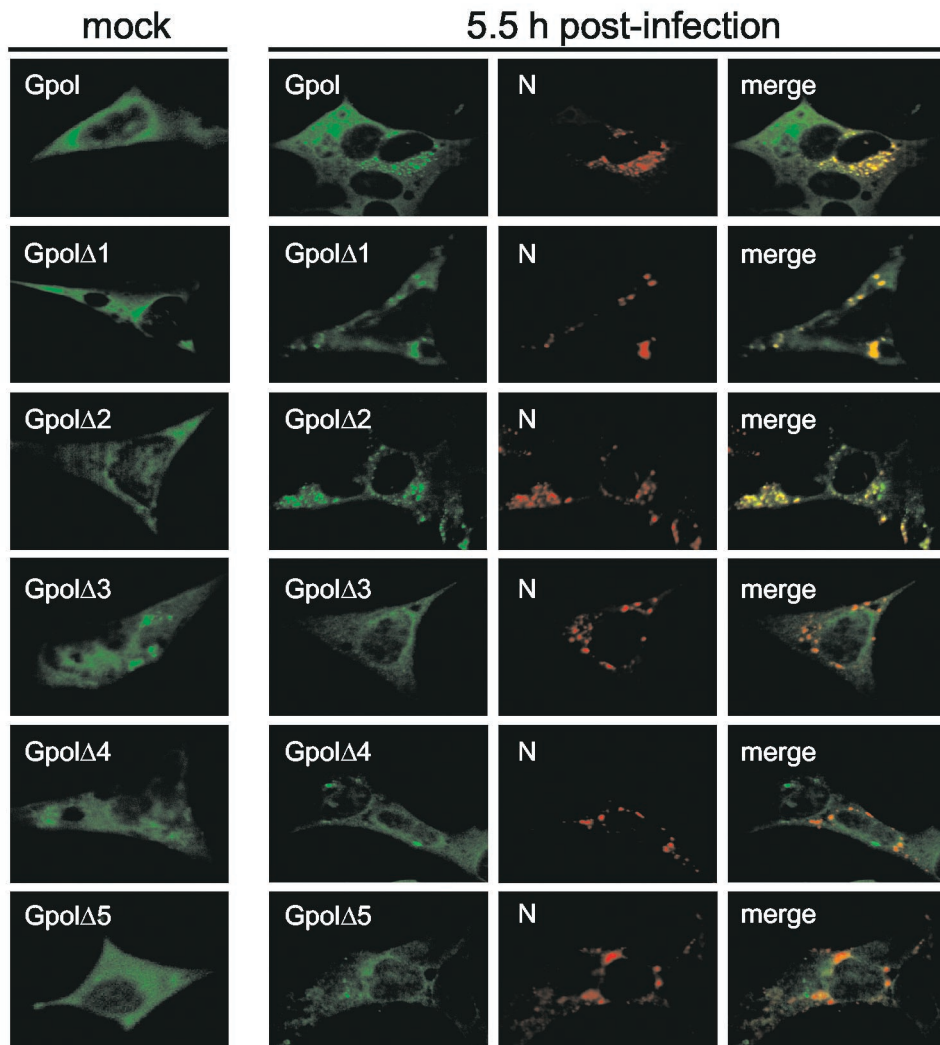 mock 5.5 h post-infection
Gpol Gpol N merge
GpolΔ1 GpolΔ1 N merge
GpolΔ2 GpolΔ2 N merge
GpolΔ3 GpolΔ3 N merge
GpolΔ4 GpolΔ4 N merge
GpolΔ5 GpolΔ5 N merge